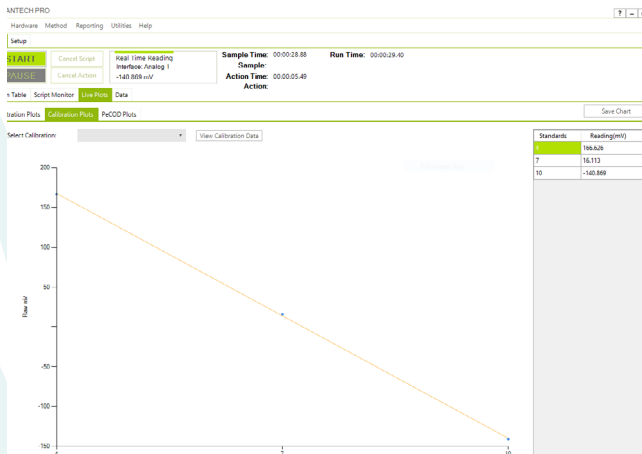 ANTECH PRO
? –
Hardware Method Reporting Utilities Help
Setup
START
Cancel Script
Real Time Reading
Interface: Analog 1
-140.869 mV
PAUSE
Cancel Action
Sample Time: 00:00:28.88
Sample:
Action Time: 00:00:05.49
Action:
Run Time: 00:00:29.40
Table Script Monitor Live Plots Data
tration Plots Calibration Plots PeCOD Plots
Save Chart
Select Calibration:
View Calibration Data
Standards Reading(mV)
4 166.626
7 16.113
10 -140.869
200
150
100
50
-50
-100
-150
Raw mV
7
10